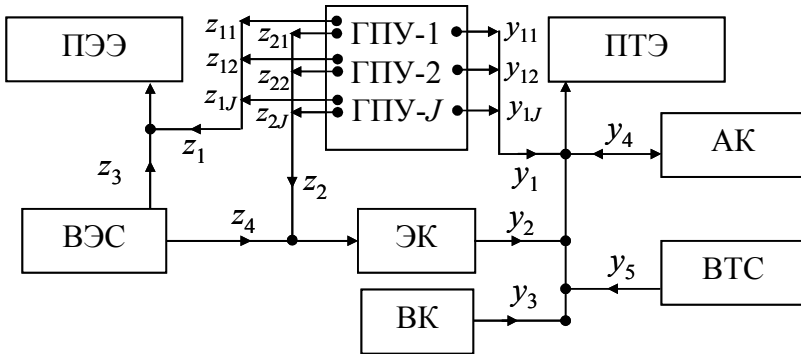 ПЭЭ
z11
z21
ГПУ-1
y11
ПТЭ
z12
z22
ГПУ-2
y12
z1J
z2J
ГПУ-J
y1J
z1
y1
y4
АК
z3
z2
ВЭС
z4
ЭК
y2
y5
ВТС
ВК
y3